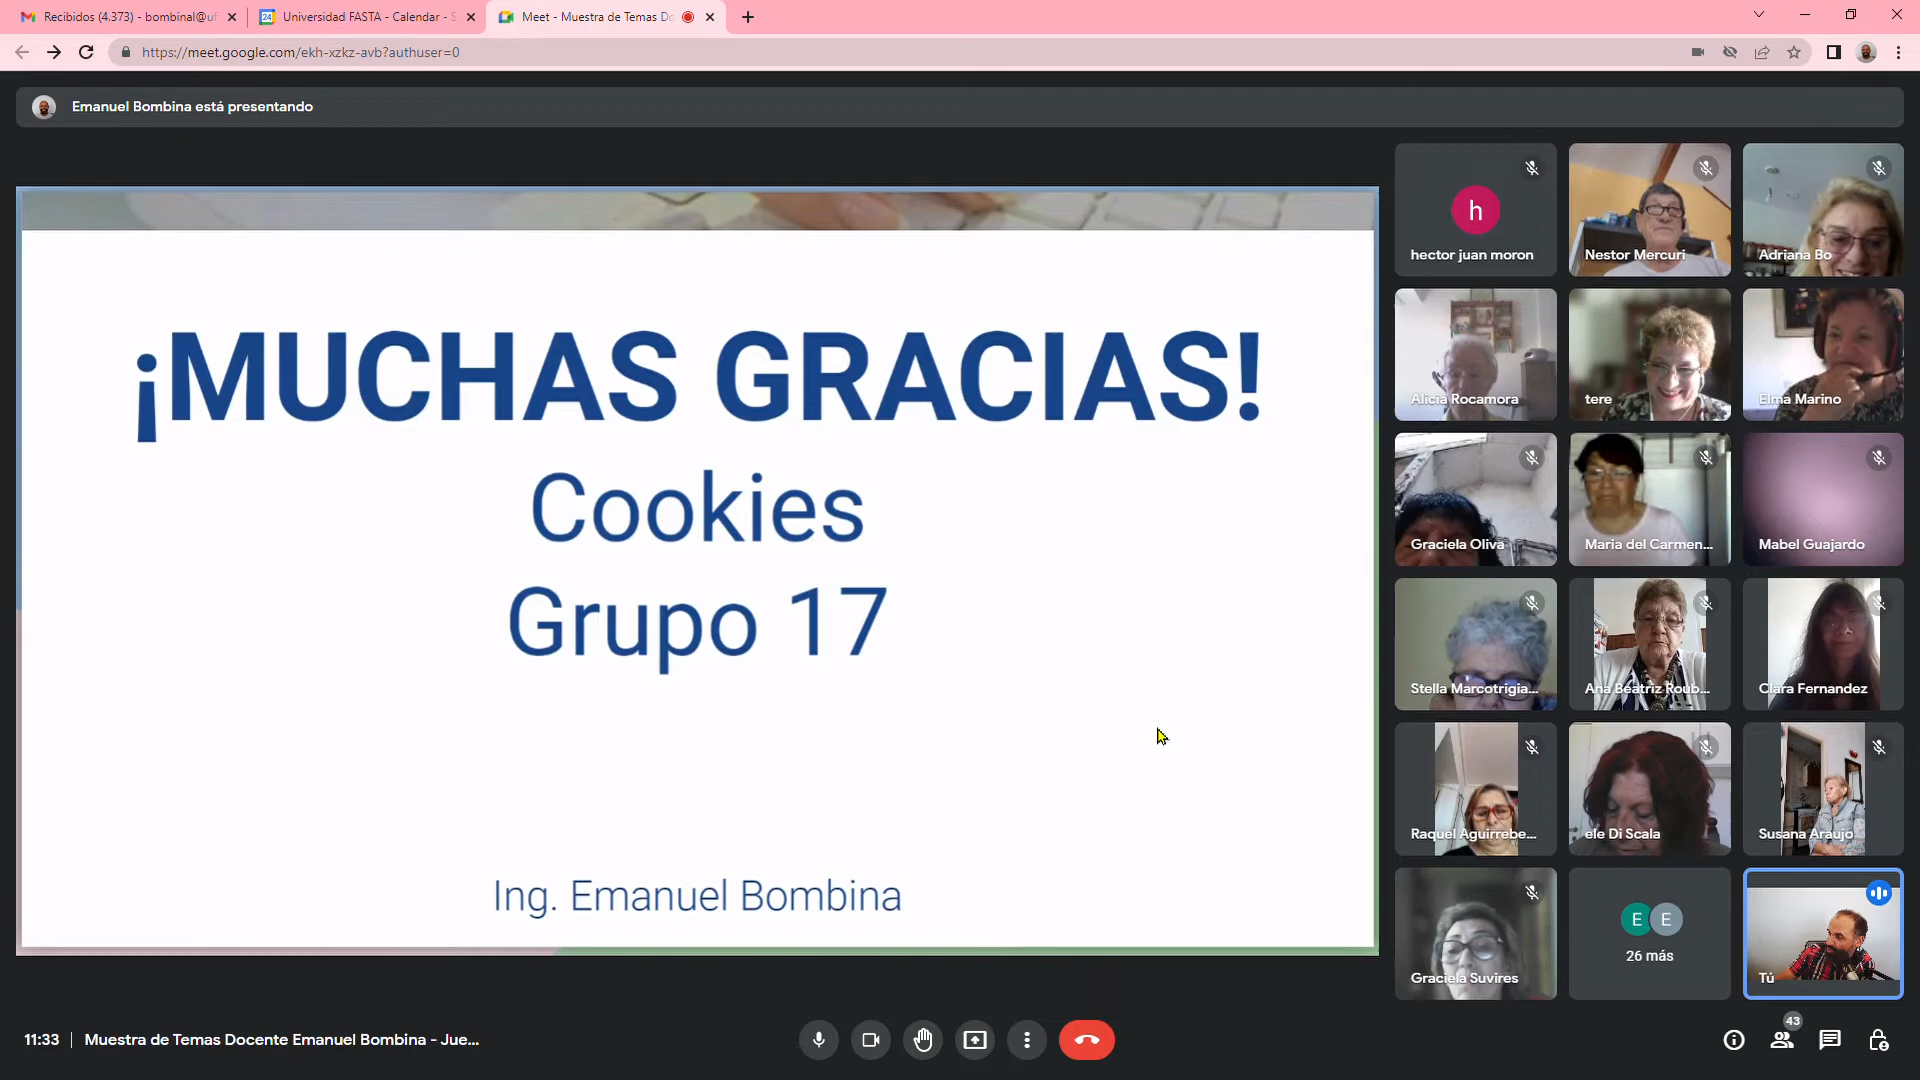 Recibidos (4.373) - bombinal@uf
Universidad FASTA - Calendar - S
Meet - Muestra de Temas Do
https://meet.google.com/ekh-xzkz-avb?authuser=0
Emanuel Bombina está presentando
¡MUCHAS GRACIAS!
Cookies
Grupo 17
Ing. Emanuel Bombina
h
hector juan moron
Nestor Mercuri
Adriana Bo
Alicia Rocamora
tere
Elma Marino
Graciela Oliva
Maria del Carmen...
Mabel Guajardo
Stella Marcotrigia...
Ana Beatriz Roub...
Clara Fernandez
Raquel Aguirrebe...
ele Di Scala
Susana Araujo
Graciela Suvires
E E
26 más
Tú
11:33 | Muestra de Temas Docente Emanuel Bombina - Jue...
43